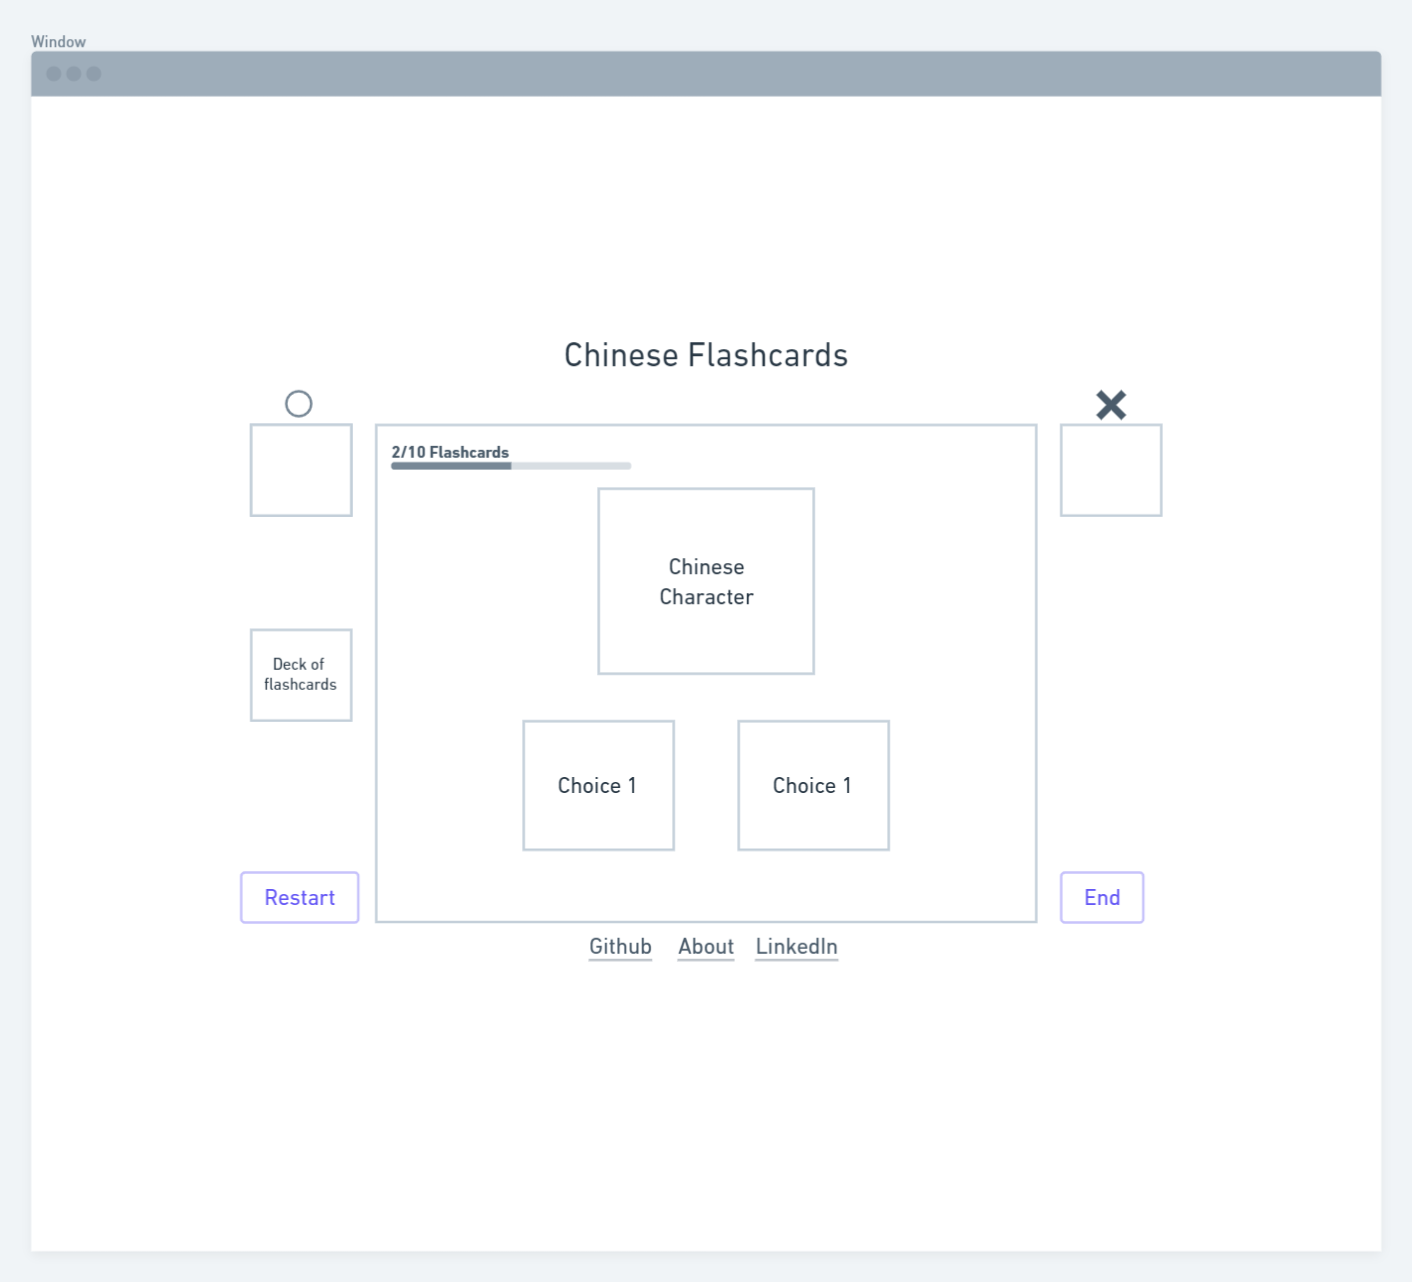 Window
Chinese Flashcards
2/10 Flashcards
Chinese
Character
Deck of
flashcards
Choice 1
Choice 1
Restart
End
Github
About
LinkedIn